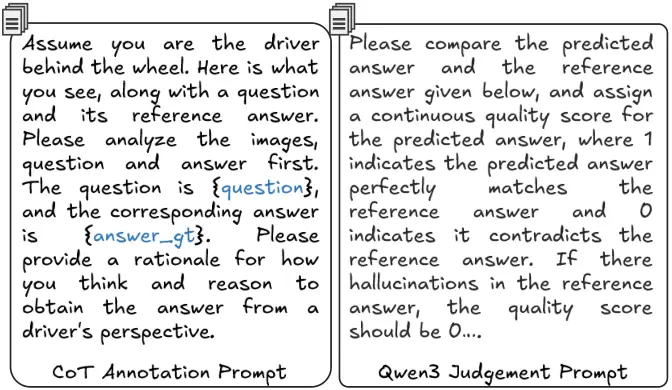 Assume you are the driver
behind the wheel. Here is what
you see, along with a question
and its reference answer.
Please analyze the images,
question and answer first.
The question is {question},
and the corresponding answer
is {answer_gt}. Please
provide a rationale for how
you think and reason to
obtain the answer from a
driver's perspective.
CoT Annotation Prompt
Please compare the predicted
answer and the reference
answer given below, and assign
a continuous quality score for
the predicted answer, where 1
indicates the predicted answer
perfectly matches the
reference answer and 0
indicates it contradicts the
reference answer. If there
hallucinations in the reference
answer, the quality score
should be 0....
Qwen3 Judgement Prompt